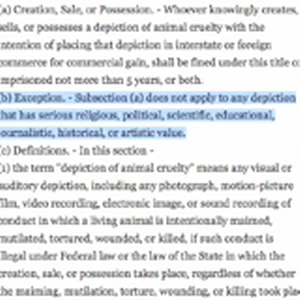 (a) Creation, Sale, or Possession. - Whoever knowingly creates,
sells, or possesses a depiction of animal cruelty with the
intention of placing that depiction in interstate or foreign
commerce for commercial gain, shall be fined under this title or
imprisoned not more than 5 years, or both.
(b) Exception. - Subsection (a) does not apply to any depiction
that has serious religious, political, scientific, educational,
journalistic, historical, or artistic value.
(c) Definitions. - In this section -
(1) the term "depiction of animal cruelty" means any visual or
auditory depiction, including any photograph, motion-picture
film, video recording, electronic image, or sound recording of
conduct in which a living animal is intentionally maimed,
mutilated, tortured, wounded, or killed, if such conduct is
illegal under Federal law or the law of the State in which the
creation, sale, or possession takes place, regardless of whether
the maiming, mutilation, torture, wounding, or killing took place